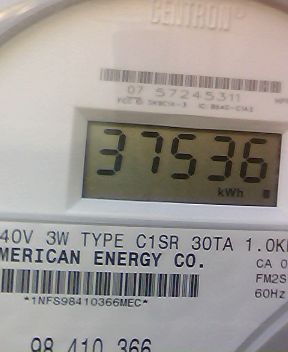 CENTRON®
07 57245311
37536
kWh
40V 3W TYPE C1SR 30TA 1.0K
MERICAN ENERGY CO.
CA 0
FM2S
60Hz
*1NFS98410366MEC*
98 410 366